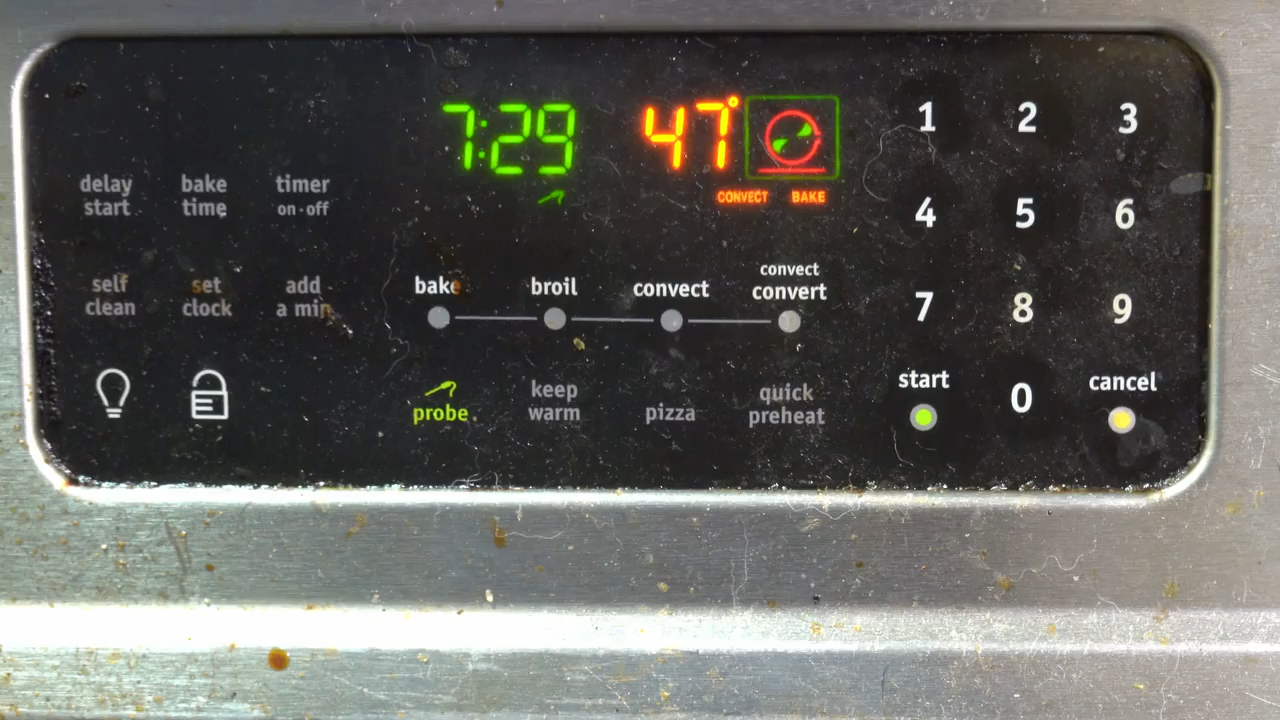 7:29 47°
CONVECT BAKE
delay start
bake time
timer on·off
self clean
set clock
add a min
bake
broil
convect
convect convert
probe
keep warm
pizza
quick preheat
1 2 3
4 5 6
7 8 9
start 0 cancel